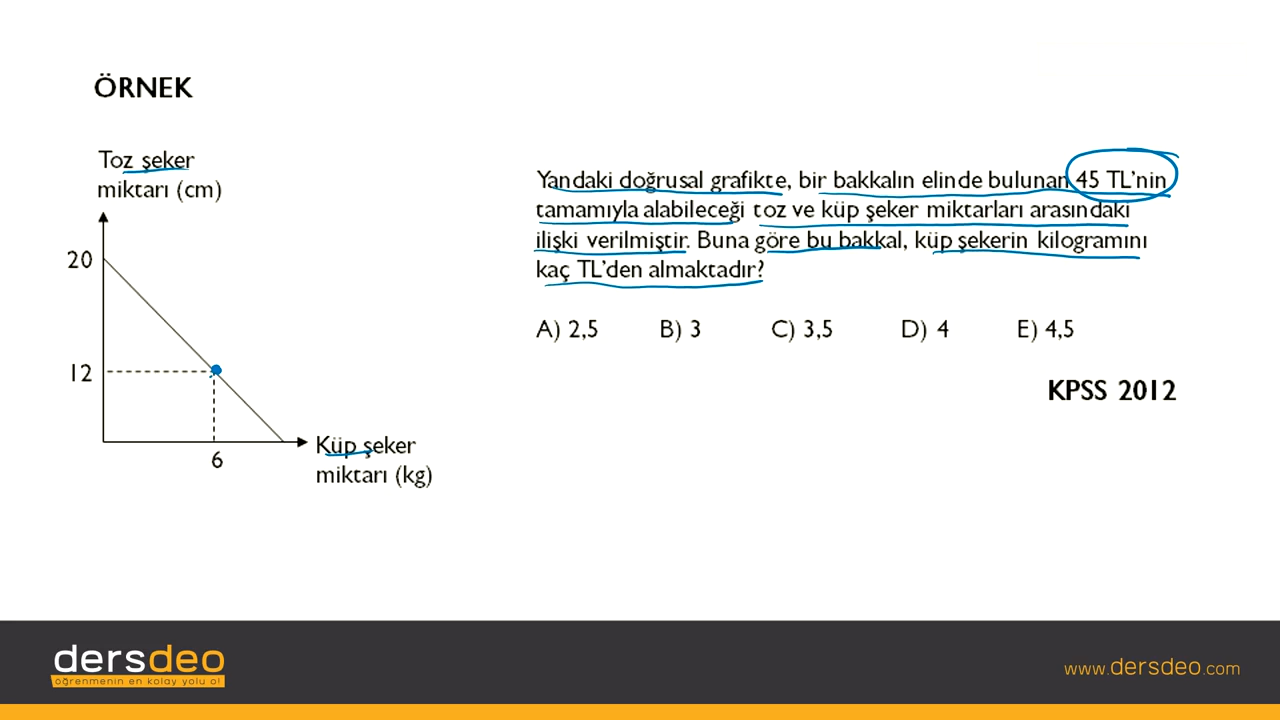 ÖRNEK
Toz şeker
miktarı (cm)
20
12
6
Küp şeker
miktarı (kg)
Yandaki doğrusal grafikte, bir bakkalın elinde bulunan 45 TL'nin
tamamıyla alabileceği toz ve küp şeker miktarları arasındaki
ilişki verilmiştir. Buna göre bu bakkal, küp şekerin kilogramını
kaç TL'den almaktadır?
A) 2,5 B) 3 C) 3,5 D) 4 E) 4,5
KPSS 2012
dersdeo
öğrenmenin en kolay yolu o!
www.dersdeo.com